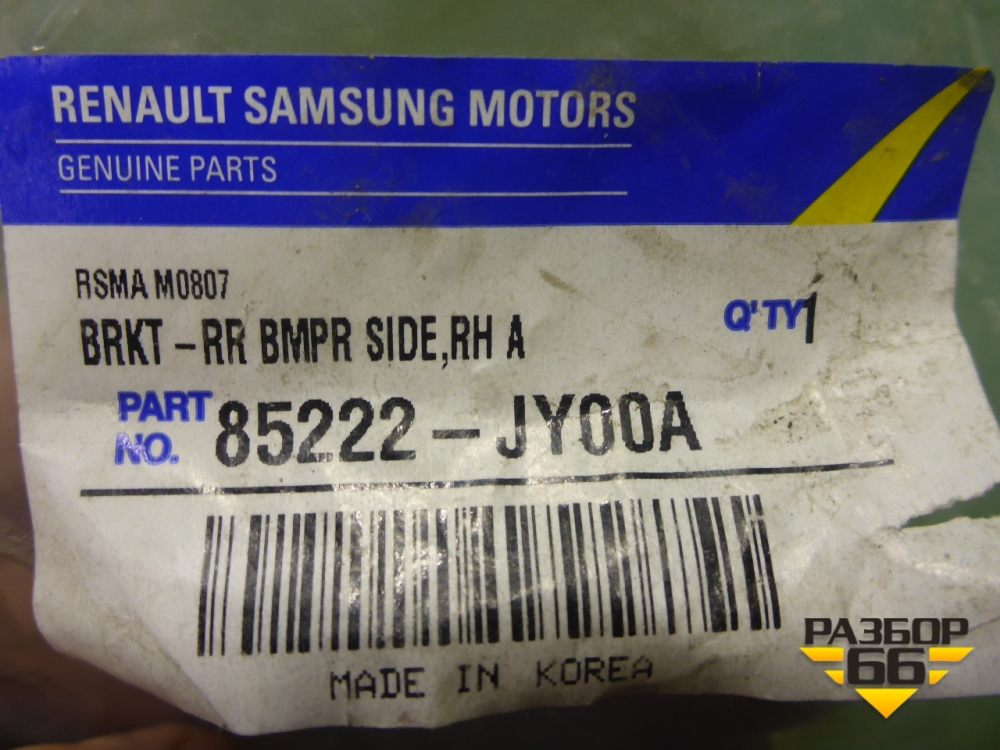 RENAULT SAMSUNG MOTORS
GENUINE PARTS
RSMA M0807
BRKT-RR BMPR SIDE,RH A
Q'TY 1
PART NO. 85222-JY00A
MADE IN KOREA
РАЗБОР
66